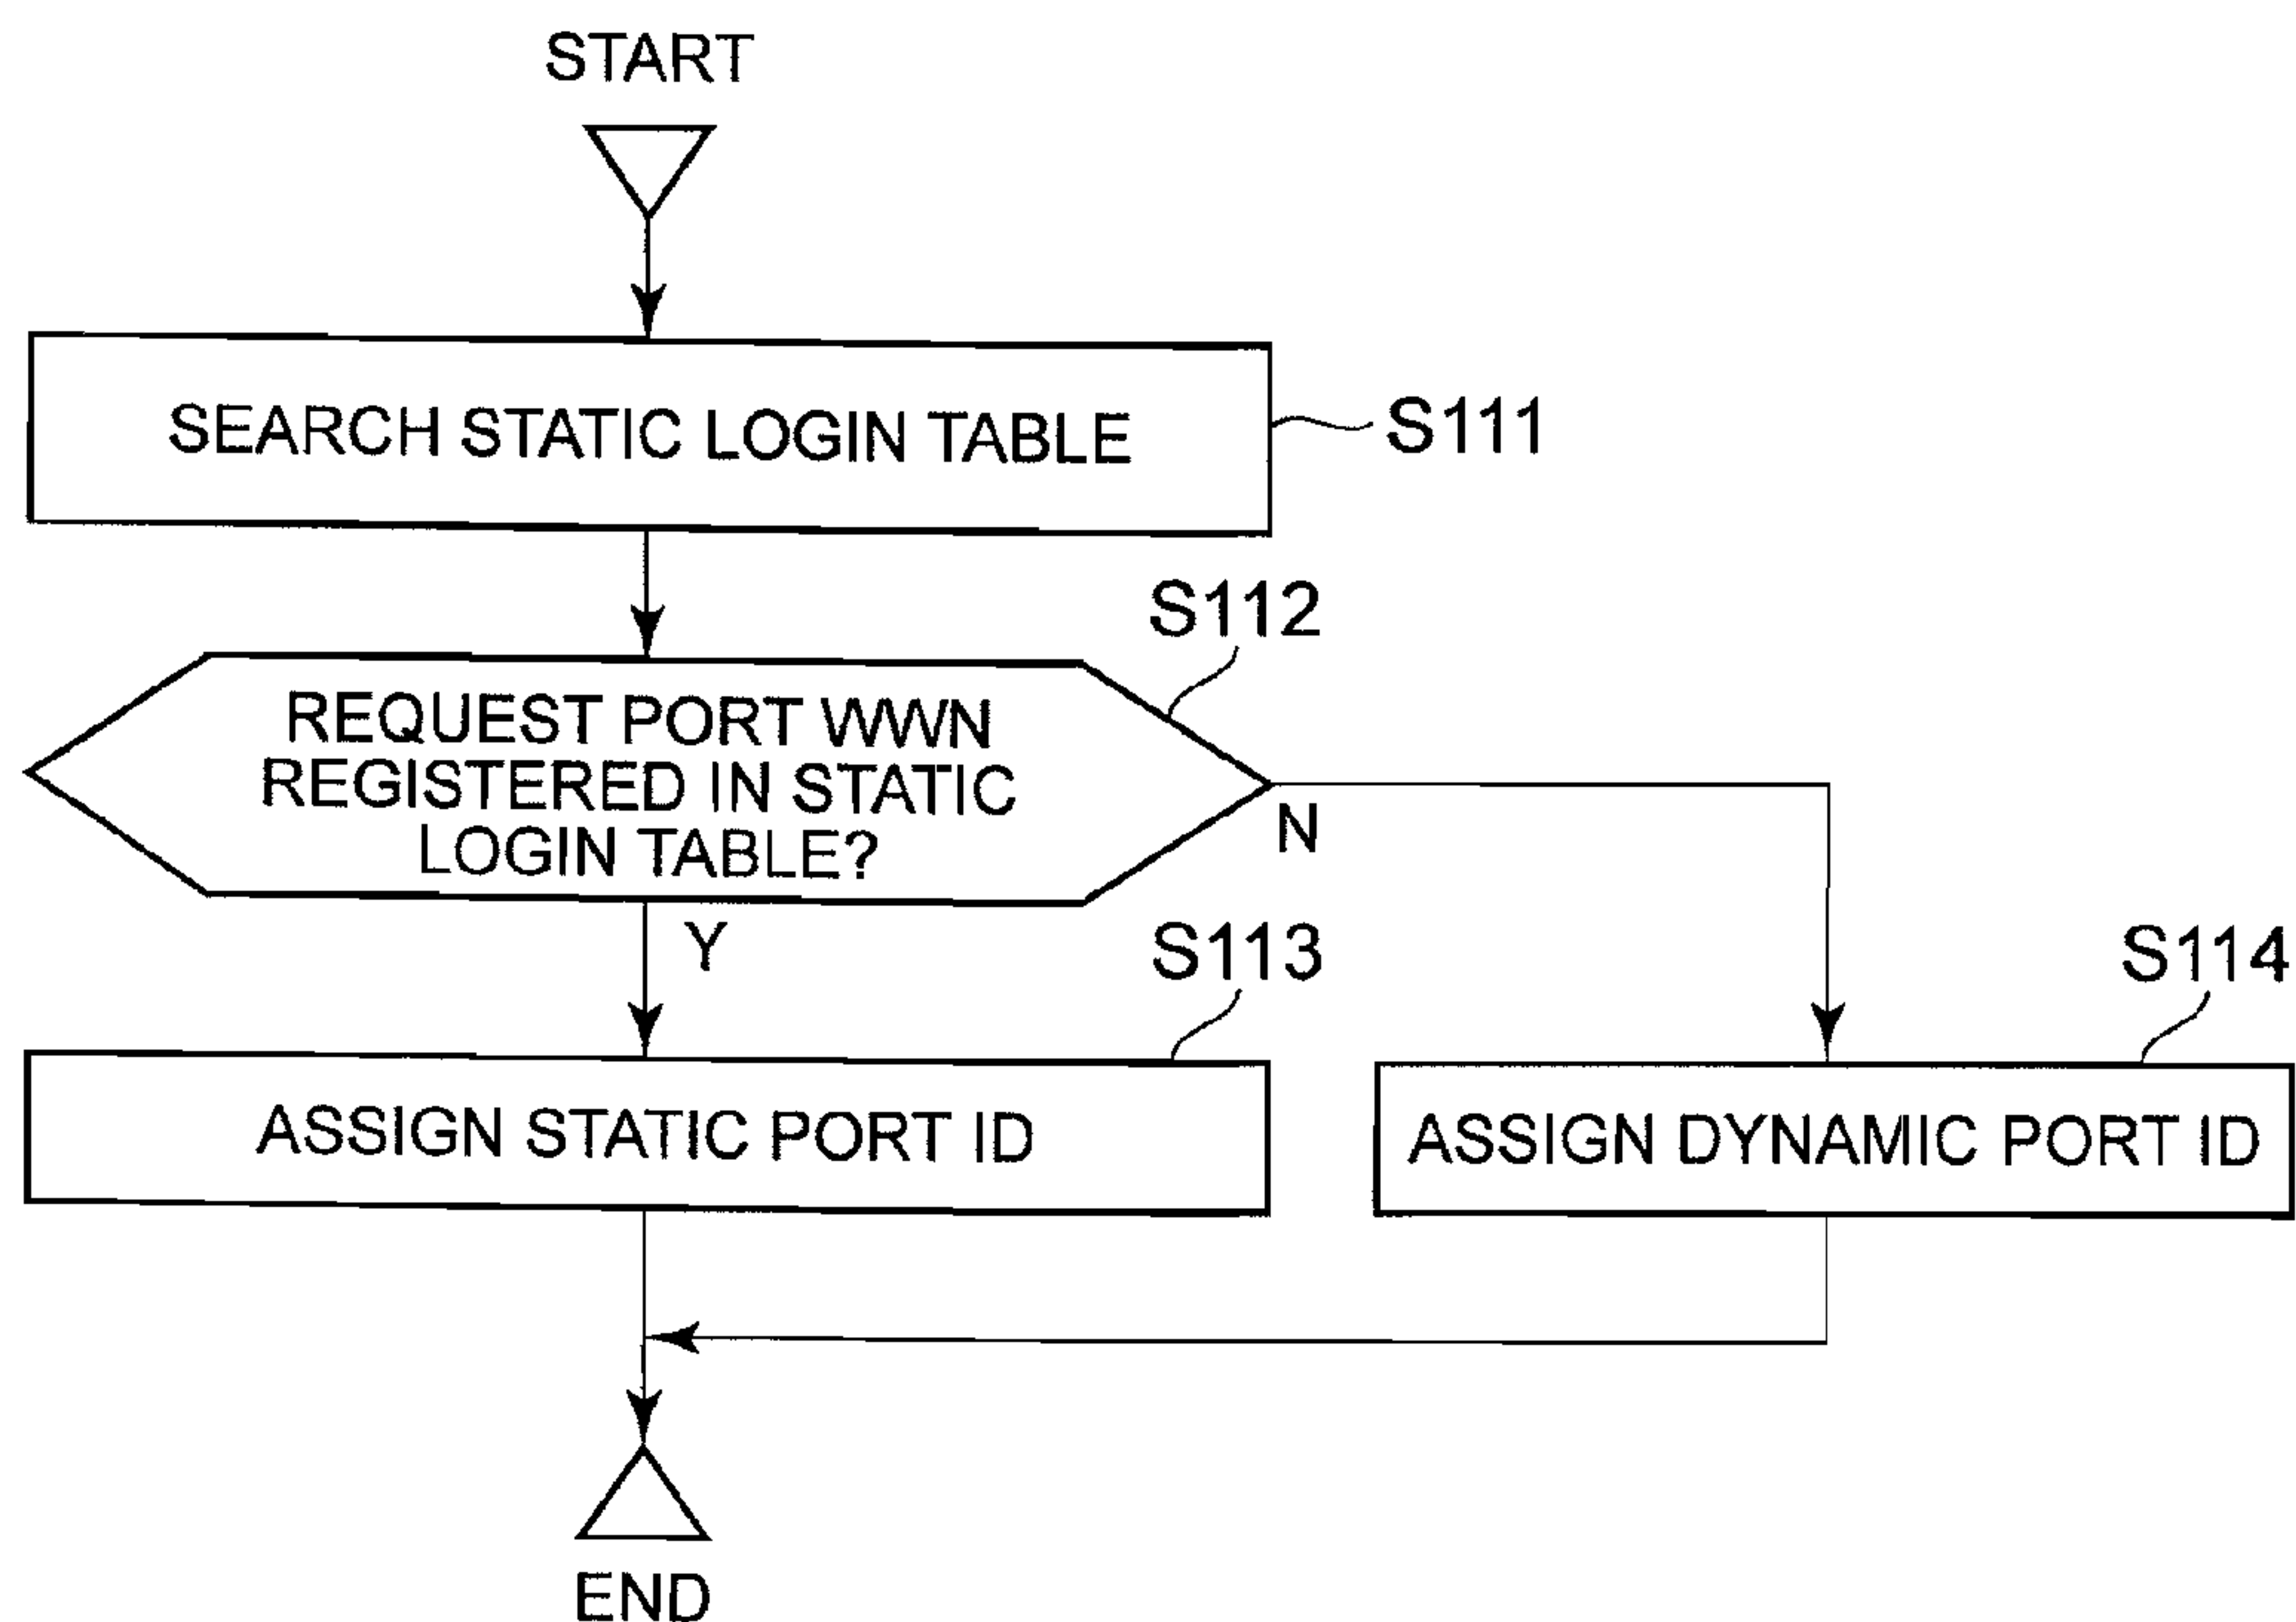 START
SEARCH STATIC LOGIN TABLE
S111
S112
REQUEST PORT WWN
REGISTERED IN STATIC
LOGIN TABLE?
N
Y
S113
S114
ASSIGN STATIC PORT ID
ASSIGN DYNAMIC PORT ID
END